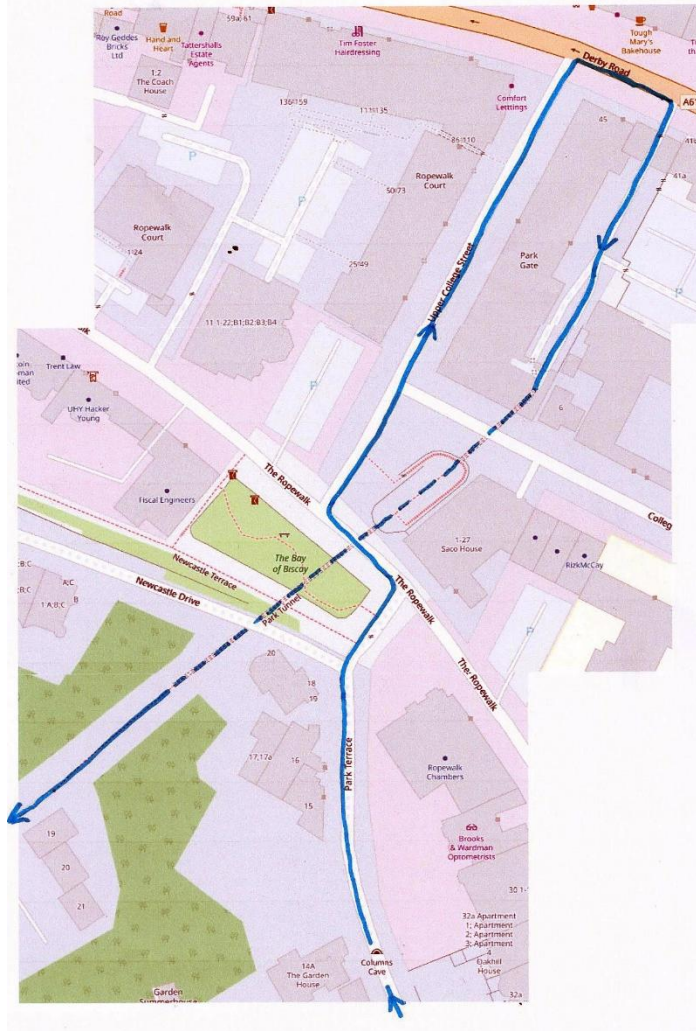 Road
59a;61
Roy Geddes
Bricks
Ltd
Hand and
Heart
Tattershalls
Estate
Agents
Tim Foster
Hairdressing
Tough
Mary's
Bakehouse
Derby Road
1;2
The Coach
House
Comfort
Lettings
136;159
111;135
86;110
45
41a
P
P
Ropewalk
Court
50;73
Ropewalk
Court
1;24
25;49
Park
Gate
P
Upper College Street
11 1-22;B1;B2;B3;B4
P
Trent Law
UHY Hacker
Young
6
The Ropewalk
Fiscal Engineers
1-27
Saco House
RizkMcCay
The Bay
of Biscay
Newcastle Terrace
Newcastle Drive
Park Tunnel
The Ropewalk
A;C
B
1 A;B;C
P
20
18
19
The Ropewalk
17;17a
16
15
Park Terrace
Ropewalk
Chambers
19
20
21
Brooks
& Wardman
Optometrists
32a Apartment
1; Apartment
2; Apartment
3; Apartment
4
Oakhill
House
Columns
Cave
14A
The Garden
House
Garden
Summerhouse
32a